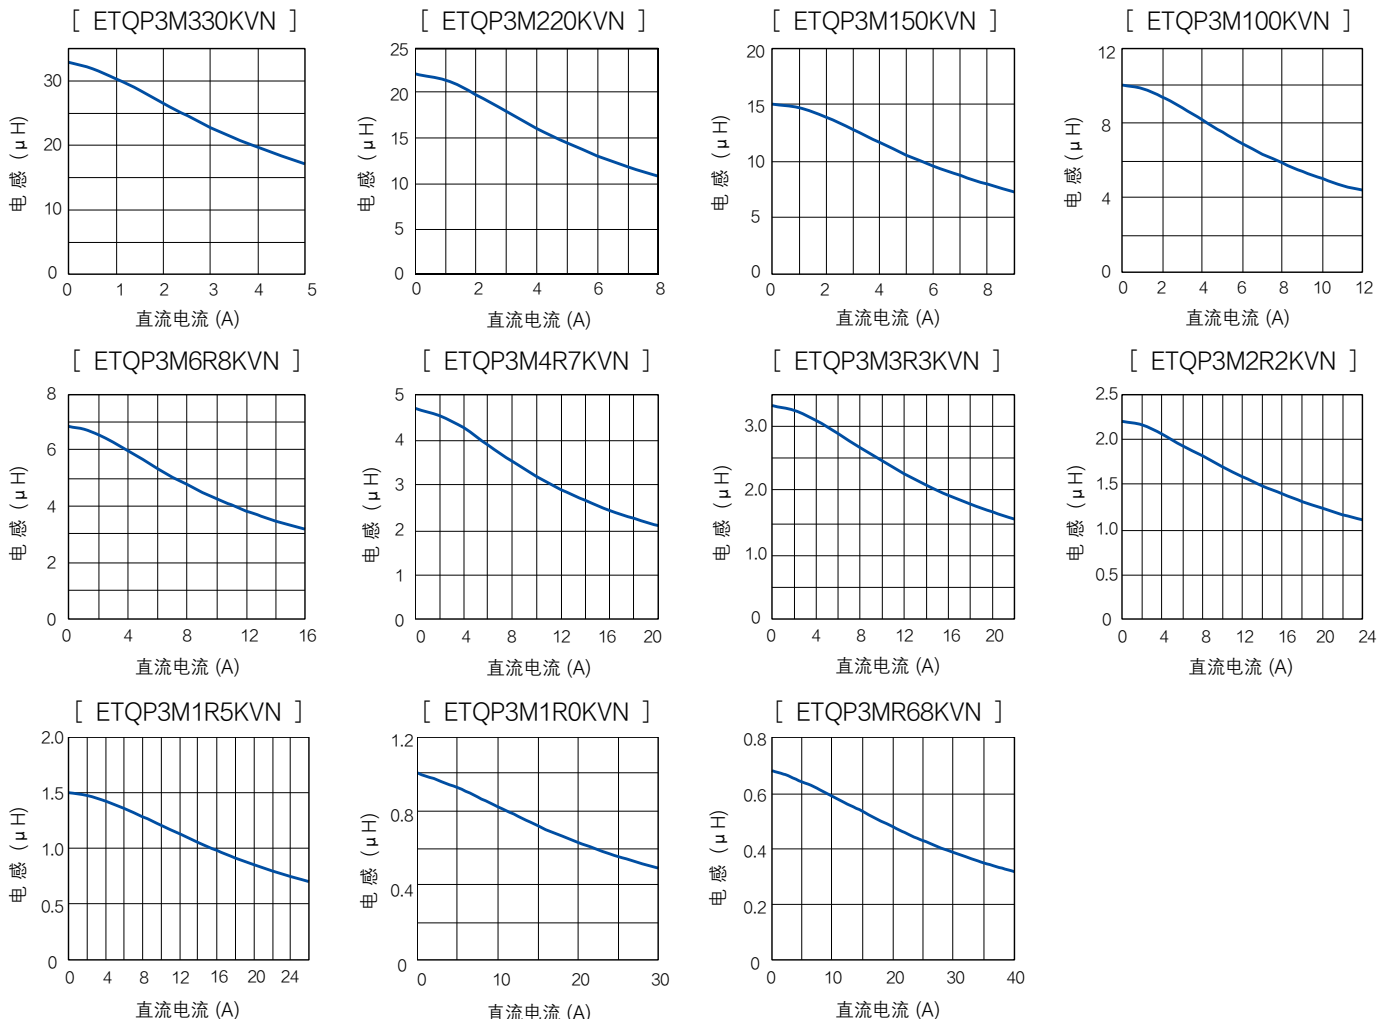 [ ETQP3M330KVN ]
电感 (μH)
30
20
10
0
0 1 2 3 4 5
直流电流 (A)
[ ETQP3M220KVN ]
电感 (μH)
25
20
15
10
5
0
0 2 4 6 8
直流电流 (A)
[ ETQP3M150KVN ]
电感 (μH)
20
15
10
5
0
0 2 4 6 8
直流电流 (A)
[ ETQP3M100KVN ]
电感 (μH)
12
8
4
0
0 2 4 6 8 10 12
直流电流 (A)
[ ETQP3M6R8KVN ]
电感 (μH)
8
6
4
2
0
0 4 8 12 16
直流电流 (A)
[ ETQP3M4R7KVN ]
电感 (μH)
5
4
3
2
1
0
0 4 8 12 16 20
直流电流 (A)
[ ETQP3M3R3KVN ]
电感 (μH)
3.0
2.0
1.0
0
0 4 8 12 16 20
直流电流 (A)
[ ETQP3M2R2KVN ]
电感 (μH)
2.5
2.0
1.5
1.0
0.5
0
0 4 8 12 16 20 24
直流电流 (A)
[ ETQP3M1R5KVN ]
电感 (μH)
2.0
1.5
1.0
0.5
0
0 4 8 12 16 20 24
直流电流 (A)
[ ETQP3M1R0KVN ]
电感 (μH)
1.2
0.8
0.4
0
0 10 20 30
直流电流 (A)
[ ETQP3MR68KVN ]
电感 (μH)
0.8
0.6
0.4
0.2
0
0 10 20 30 40
直流电流 (A)